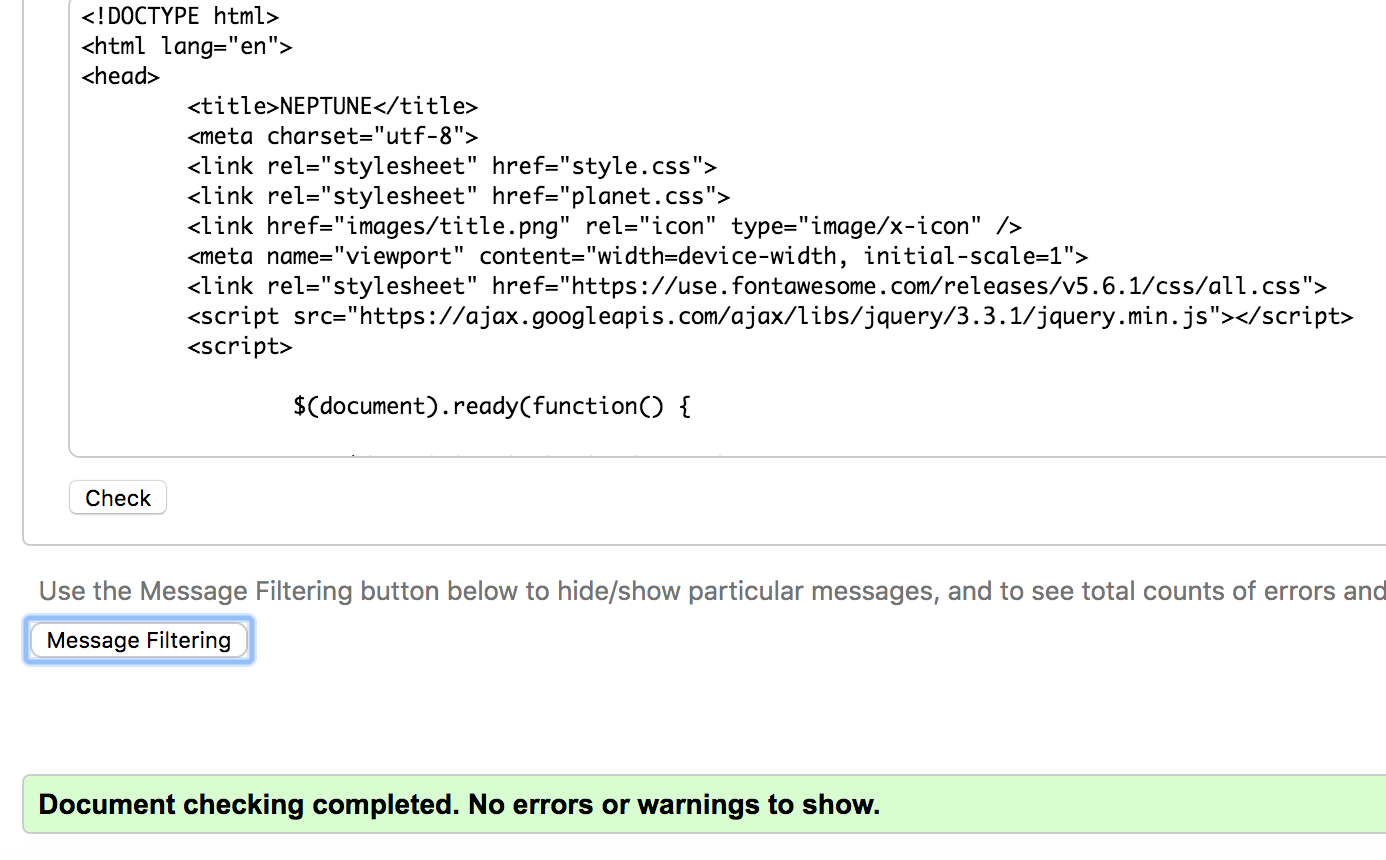 <!DOCTYPE html>
<html lang="en">
<head>
<title>NEPTUNE</title>
<meta charset="utf-8">
<link rel="stylesheet" href="style.css">
<link rel="stylesheet" href="planet.css">
<link href="images/title.png" rel="icon" type="image/x-icon" />
<meta name="viewport" content="width=device-width, initial-scale=1">
<link rel="stylesheet" href="https://use.fontawesome.com/releases/v5.6.1/css/all.css">
<script src="https://ajax.googleapis.com/ajax/libs/jquery/3.3.1/jquery.min.js"></script>
<script>
$(document).ready(function() {
Check
Use the Message Filtering button below to hide/show particular messages, and to see total counts of errors and
Message Filtering
Document checking completed. No errors or warnings to show.